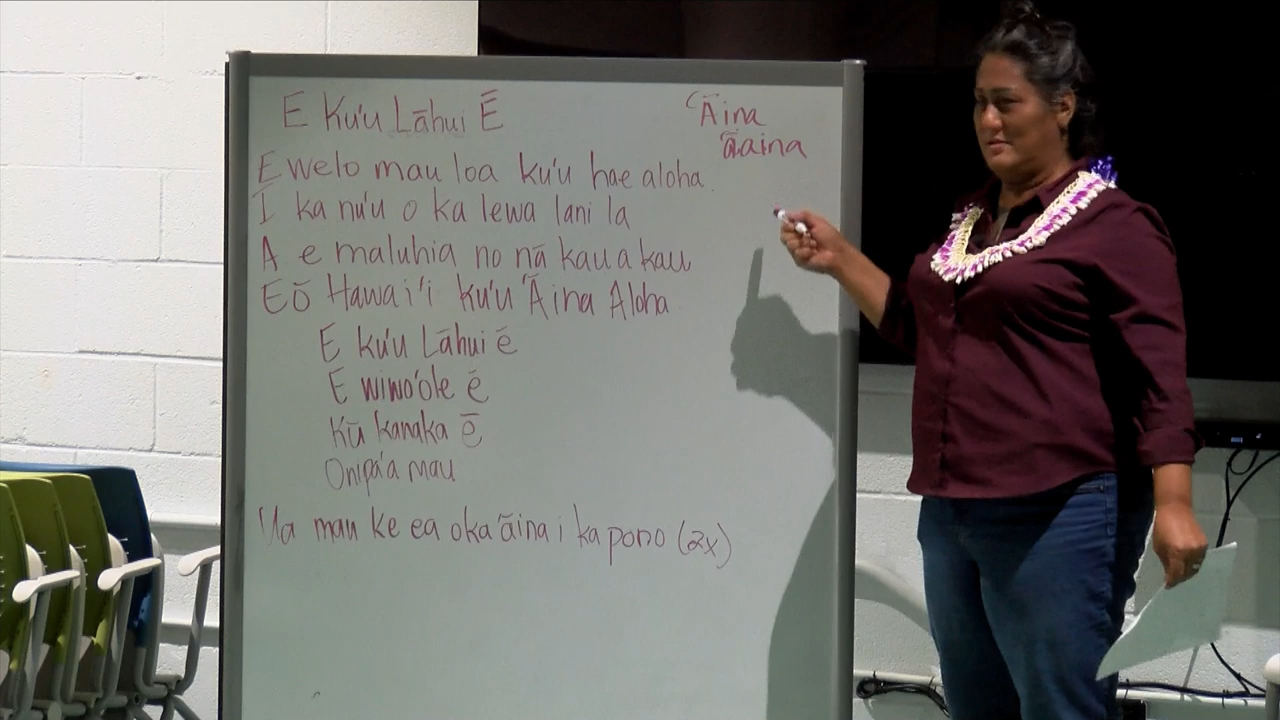 E Ku'u Lāhui Ē
E welo mau loa ku'u hae aloha.
I ka nu'u o ka lewa lani la
A e maluhia no nā kau a kau
Eō Hawai'i ku'u 'Āina Aloha
E ku'u Lāhui ē
E wiwo'ole ē
Kū kanaka ē
Onipa'a mau
Ua mau ke ea o ka 'āina i ka pono (2x)
'Āina
'āaina